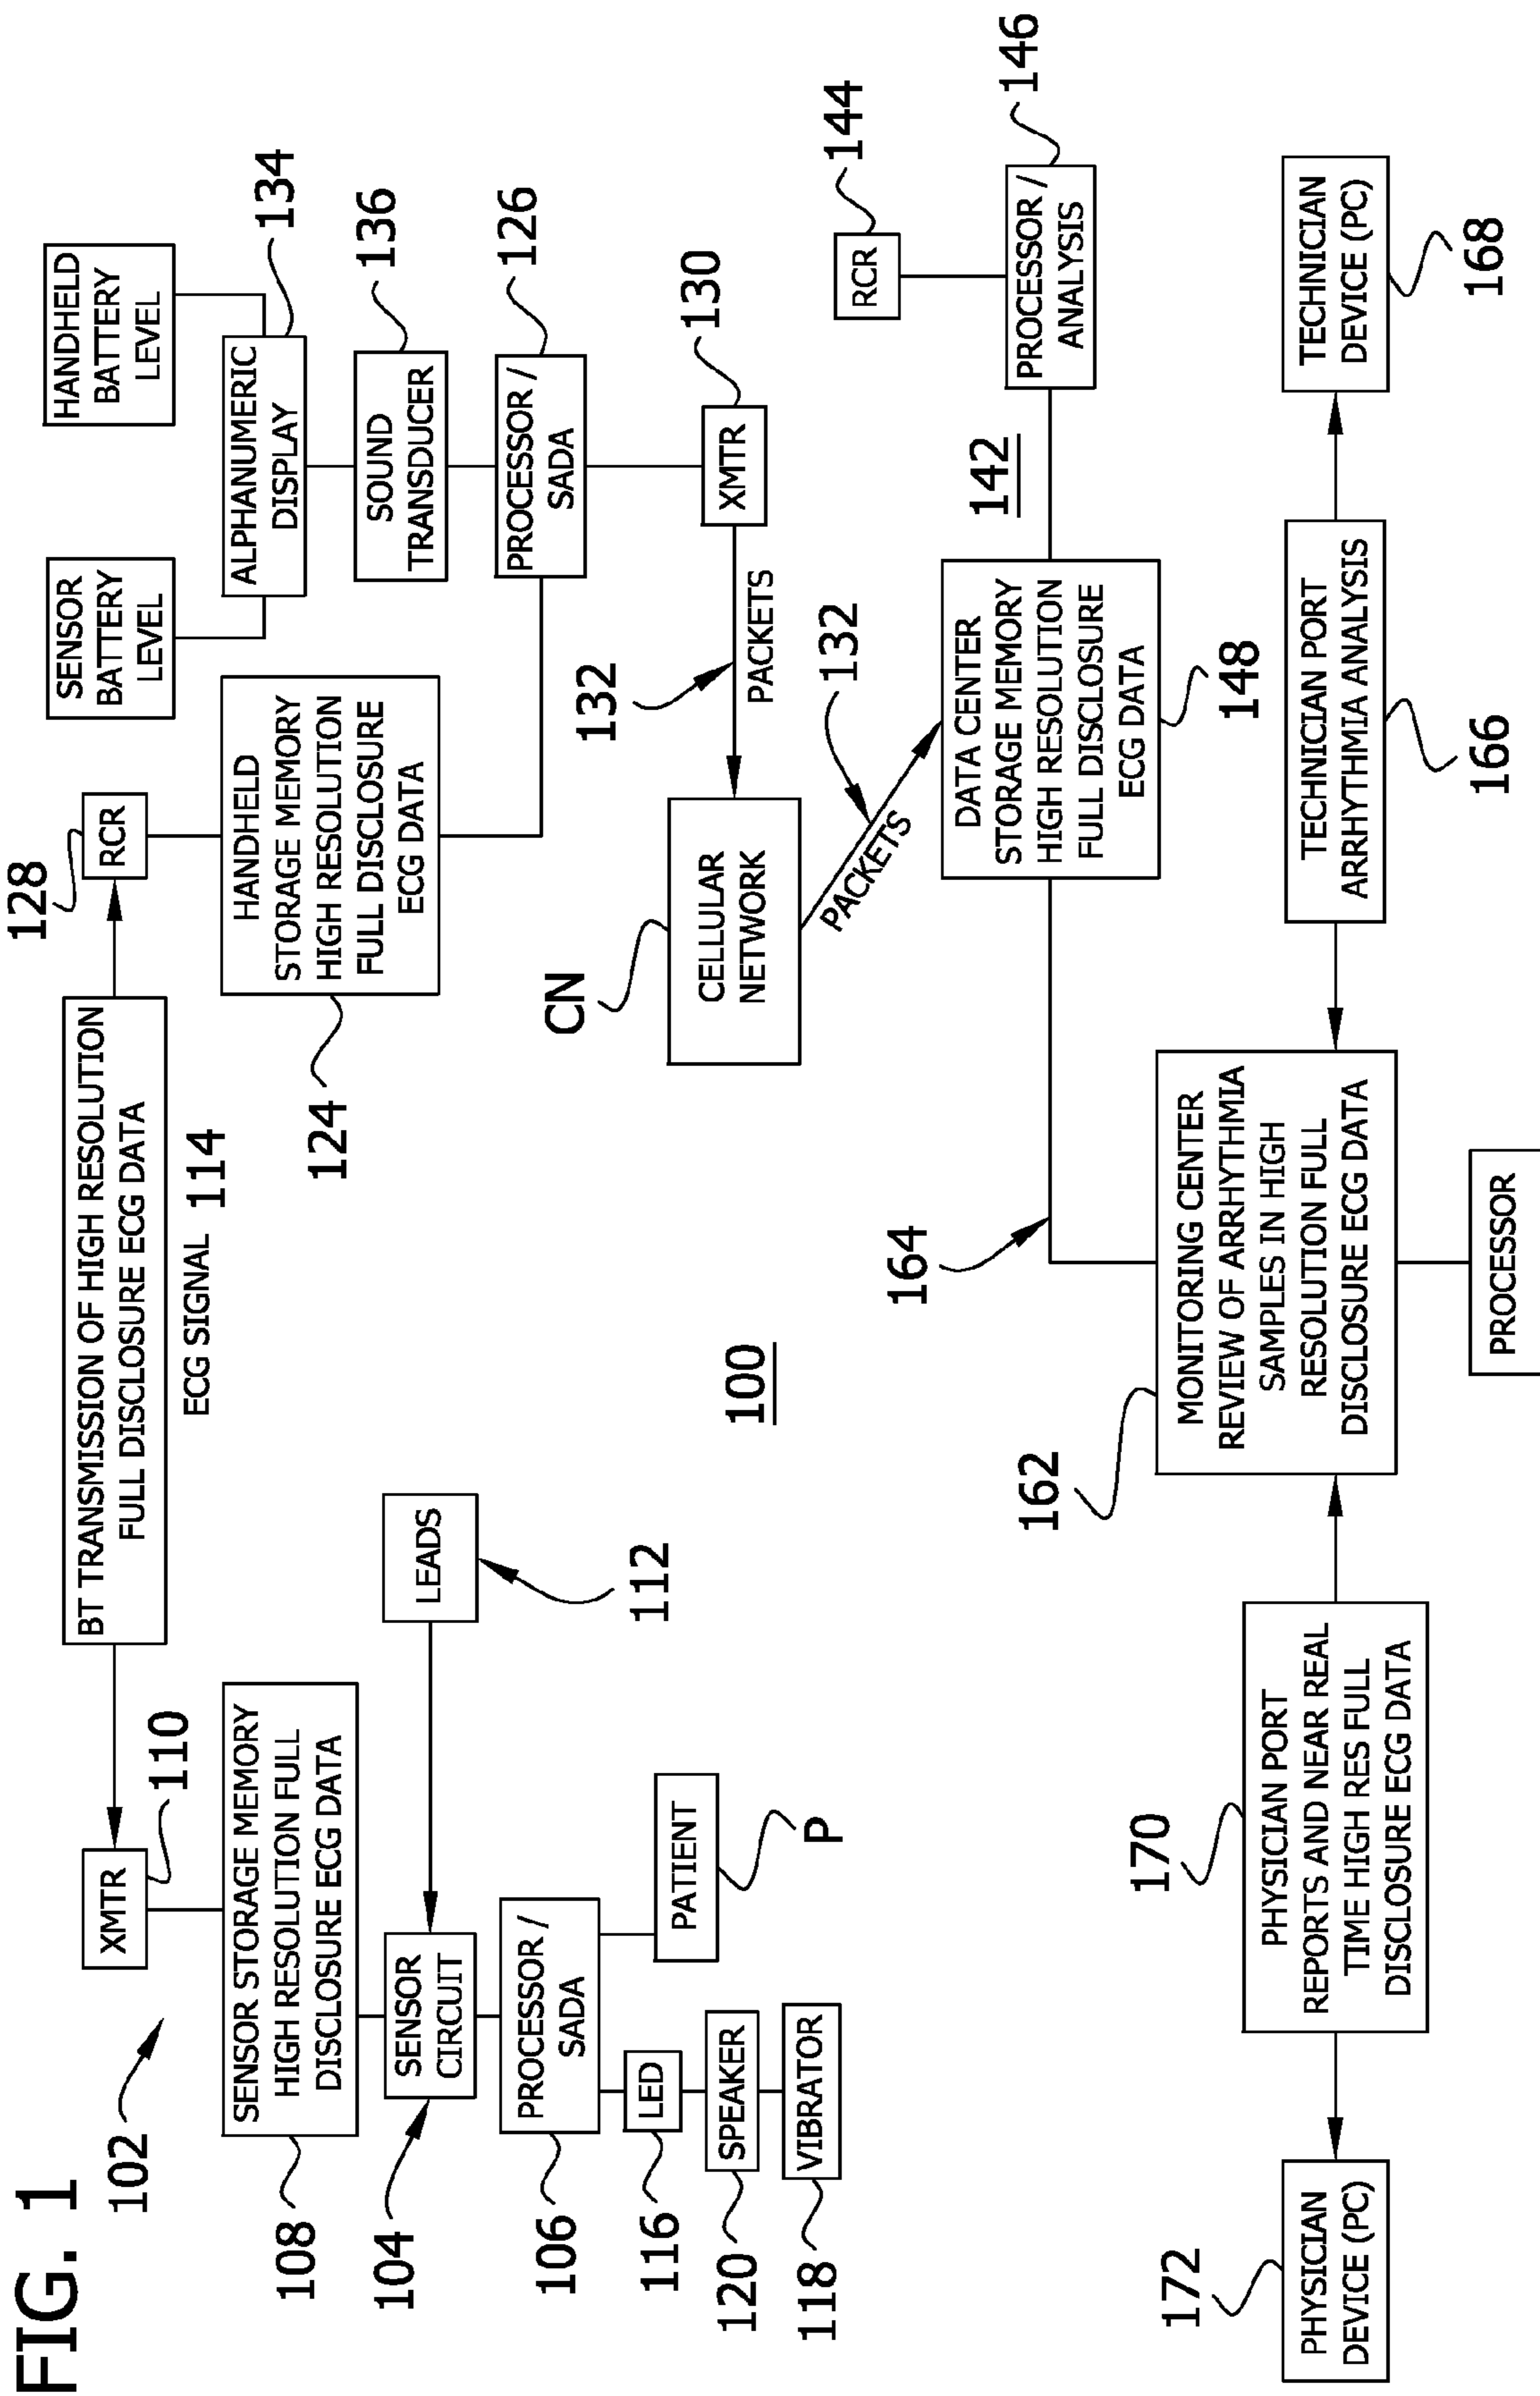 FIG. 1
102
XMTR
110
BT TRANSMISSION OF HIGH RESOLUTION
FULL DISCLOSURE ECG DATA
ECG SIGNAL 114
128
RCR
SENSOR
BATTERY
LEVEL
HANDHELD
BATTERY
LEVEL
108
SENSOR STORAGE MEMORY
HIGH RESOLUTION FULL
DISCLOSURE ECG DATA
124
HANDHELD
STORAGE MEMORY
HIGH RESOLUTION
FULL DISCLOSURE
ECG DATA
ALPHANUMERIC
DISPLAY
134
104
SENSOR
CIRCUIT
LEADS
112
SOUND
TRANSDUCER
136
106
PROCESSOR /
SADA
PROCESSOR /
SADA
126
116
LED
PATIENT
P
120
SPEAKER
118
VIBRATOR
100
CN
CELLULAR
NETWORK
132
PACKETS
XMTR
130
PACKETS
132
RCR
144
164
DATA CENTER
STORAGE MEMORY
HIGH RESOLUTION
FULL DISCLOSURE
ECG DATA
148
142
PROCESSOR /
ANALYSIS
146
172
PHYSICIAN
DEVICE (PC)
170
PHYSICIAN PORT
REPORTS AND NEAR REAL
TIME HIGH RES FULL
DISCLOSURE ECG DATA
162
MONITORING CENTER
REVIEW OF ARRHYTHMIA
SAMPLES IN HIGH
RESOLUTION FULL
DISCLOSURE ECG DATA
TECHNICIAN PORT
ARRHYTHMIA ANALYSIS
166
TECHNICIAN
DEVICE (PC)
168
PROCESSOR